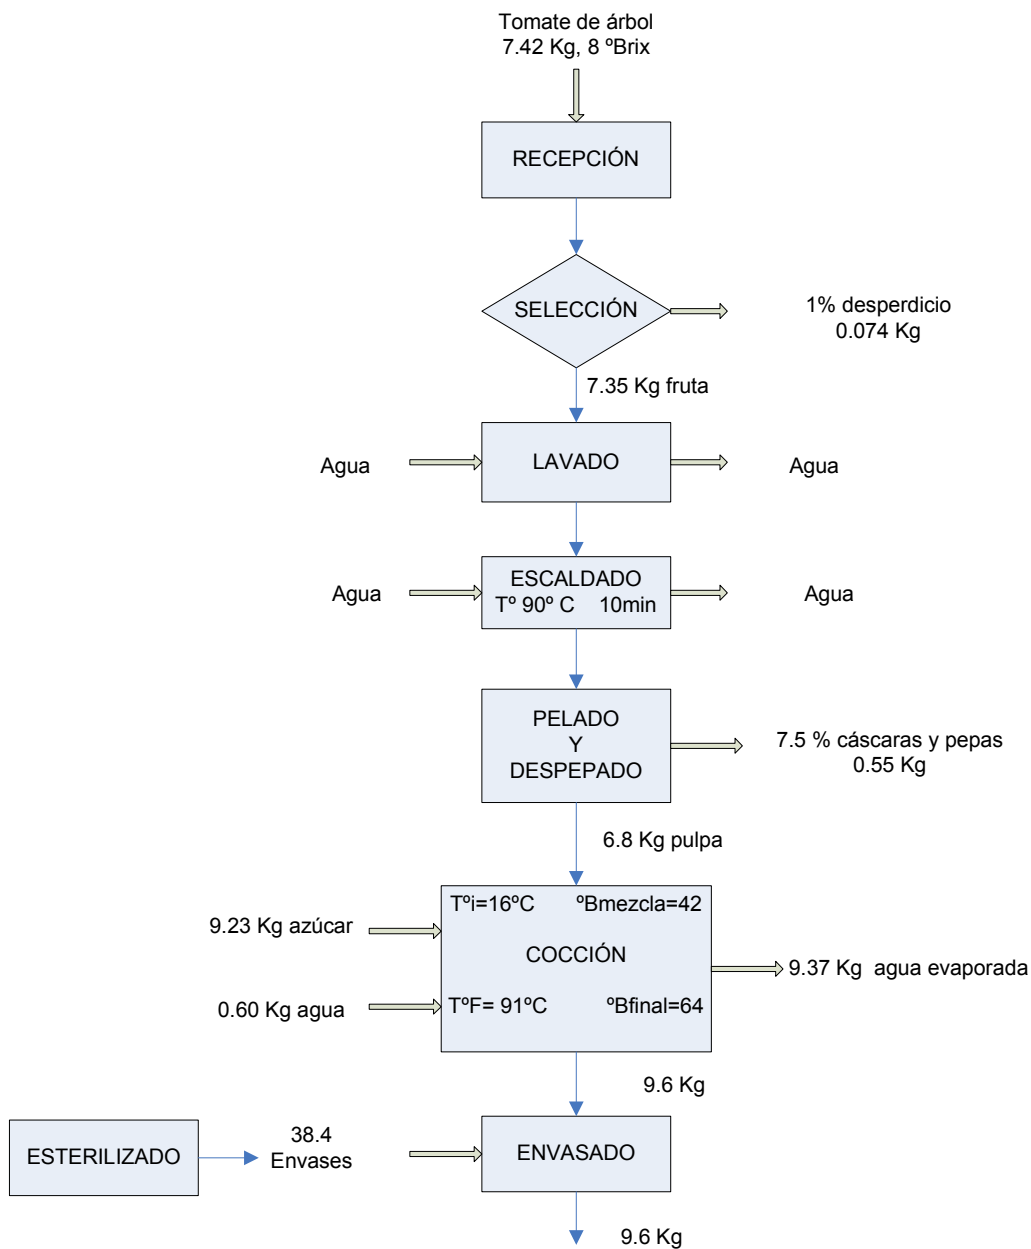 Tomate de árbol
7.42 Kg, 8 ºBrix
RECEPCIÓN
SELECCIÓN
1% desperdicio
0.074 Kg
7.35 Kg fruta
Agua
LAVADO
Agua
Agua
ESCALDADO
Tº 90º C 10min
Agua
PELADO
Y
DESPEPADO
7.5 % cáscaras y pepas
0.55 Kg
6.8 Kg pulpa
Tºi=16ºC ºBmezcla=42
9.23 Kg azúcar
COCCIÓN
9.37 Kg agua evaporada
0.60 Kg agua
TºF= 91ºC ºBfinal=64
9.6 Kg
ESTERILIZADO
38.4
Envases
ENVASADO
9.6 Kg